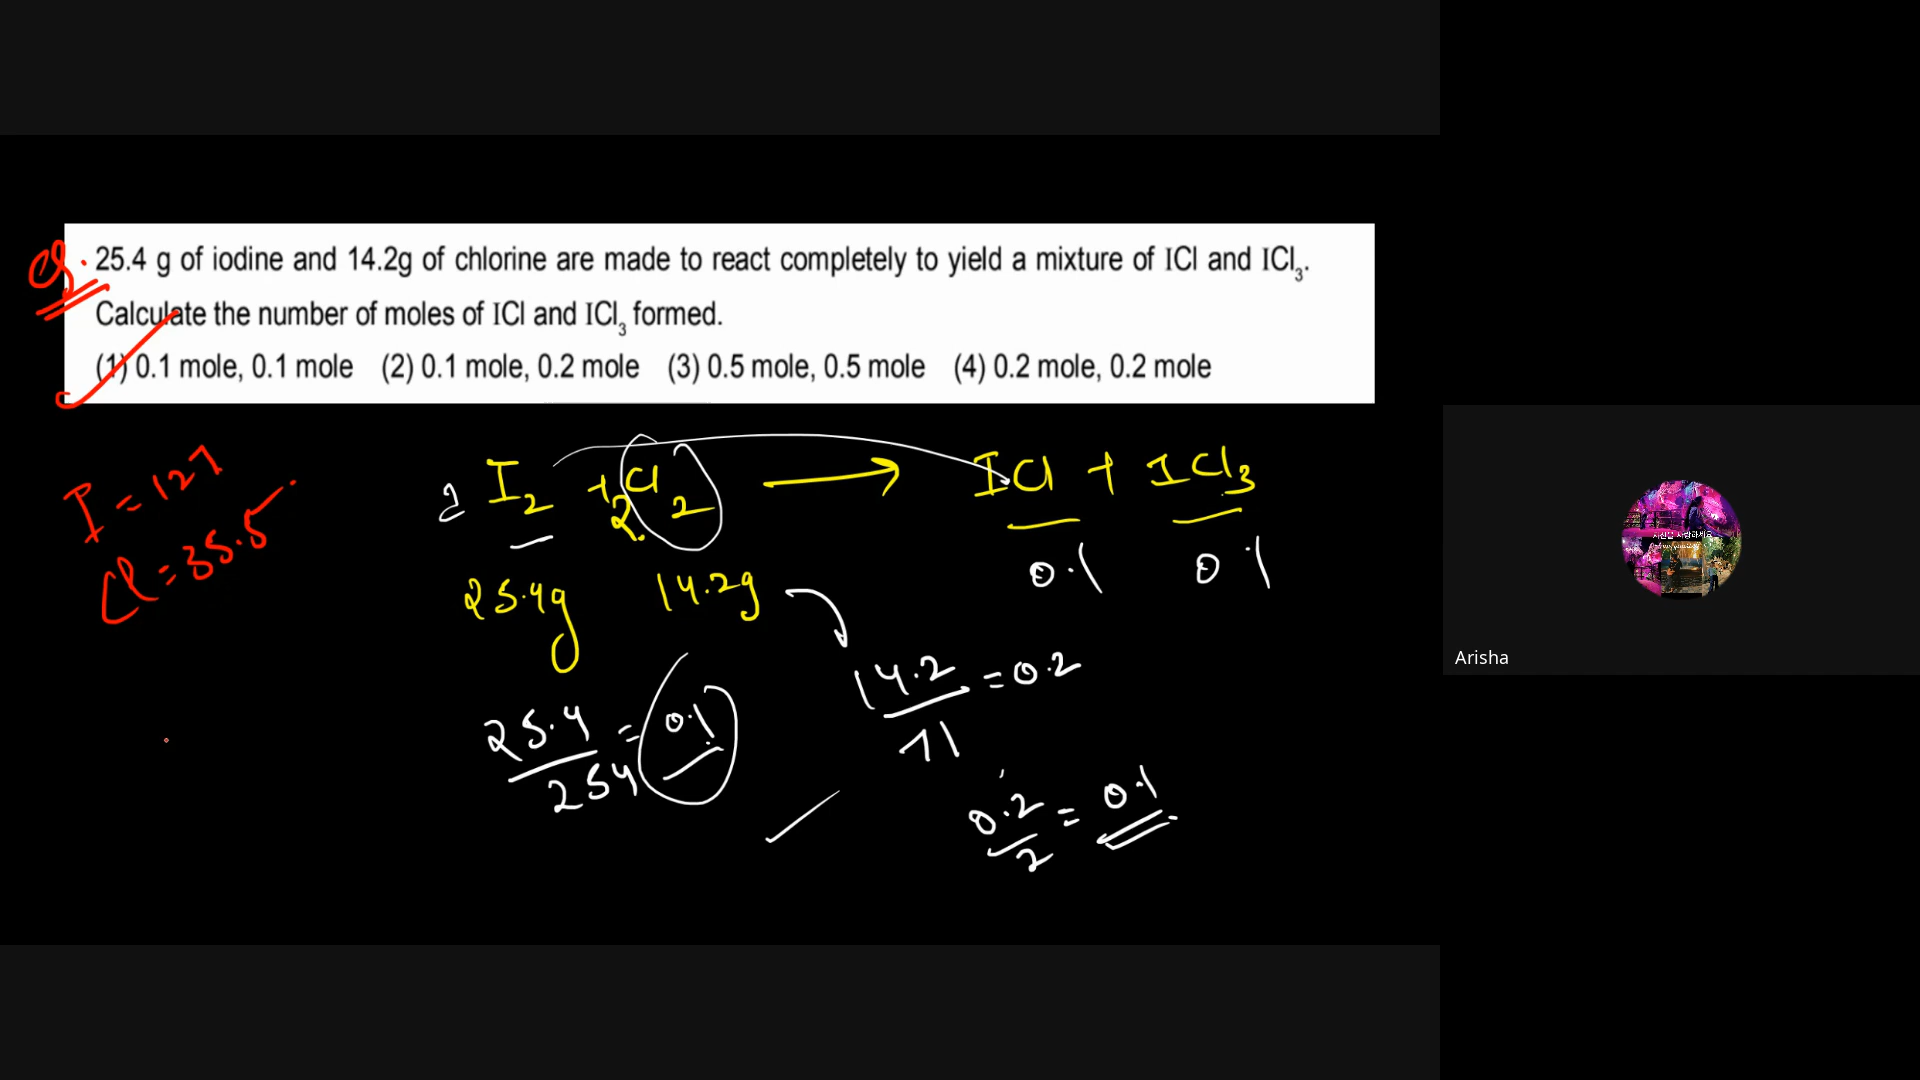 Q. 25.4 g of iodine and 14.2g of chlorine are made to react completely to yield a mixture of ICl and ICl₃.
Calculate the number of moles of ICl and ICl₃ formed.
(1) 0.1 mole, 0.1 mole (2) 0.1 mole, 0.2 mole (3) 0.5 mole, 0.5 mole (4) 0.2 mole, 0.2 mole
I = 127
Cl = 35.5
I₂ + 2Cl₂ → ICl + ICl₃
25.4g 14.2g 0.1 0.1
25.4/254 = 0.1
14.2/71 = 0.2
0.2/2 = 0.1
Arisha